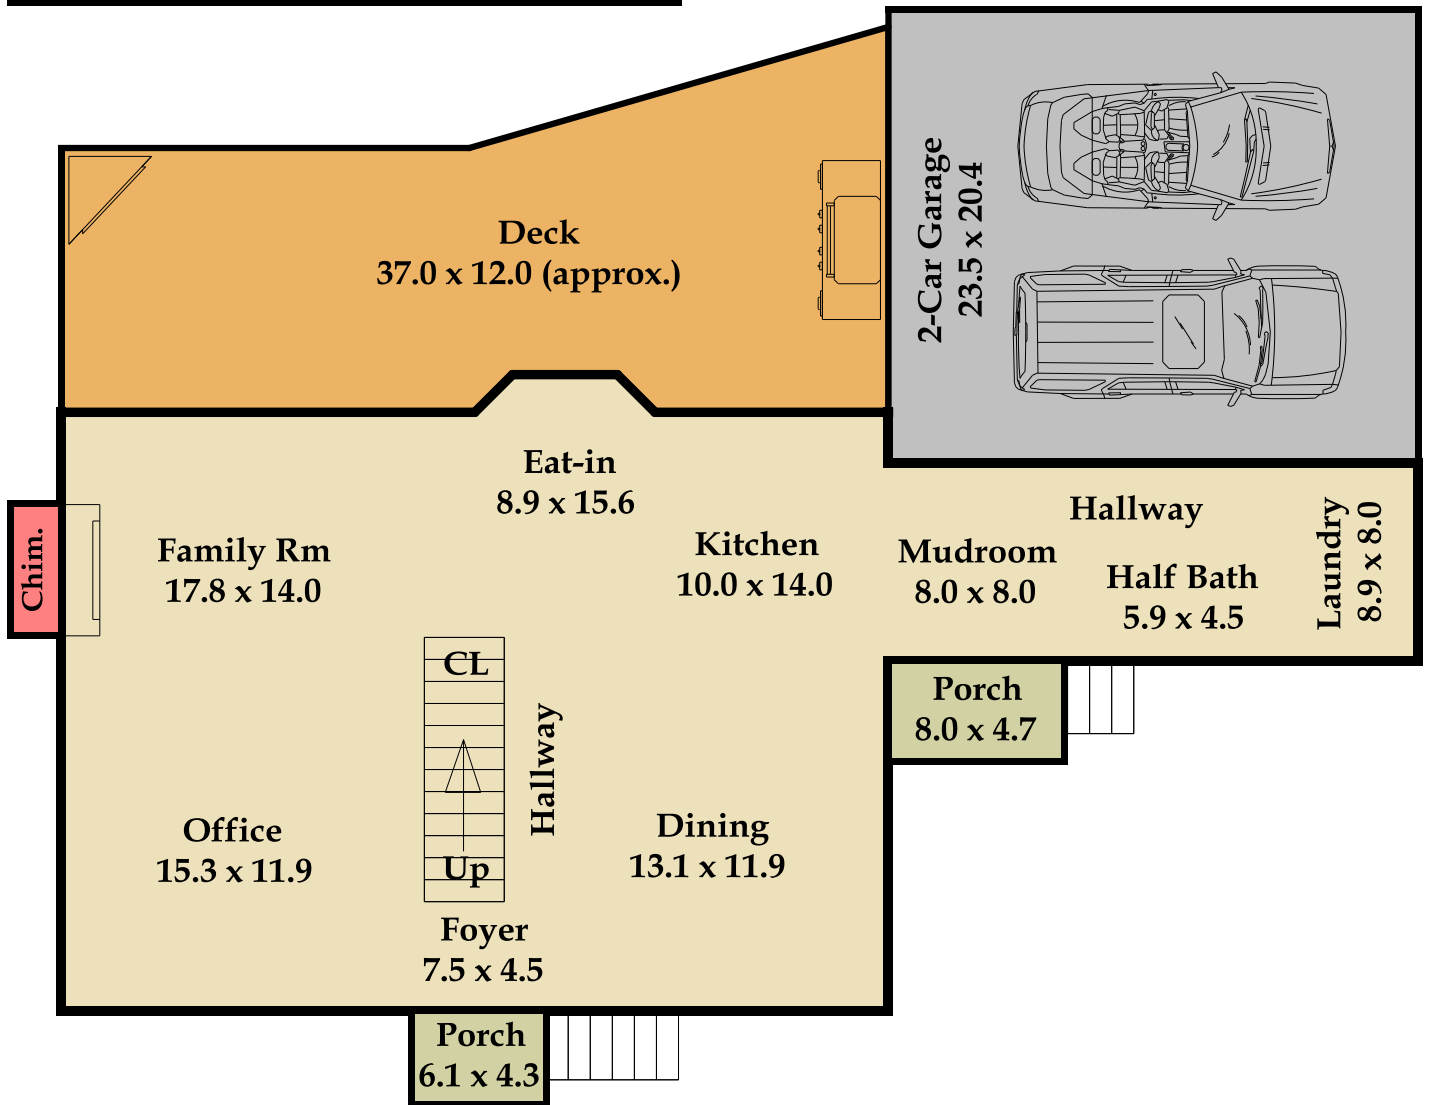 Deck
37.0 x 12.0 (approx.)
2-Car Garage
23.5 x 20.4
Eat-in
8.9 x 15.6
Family Rm
17.8 x 14.0
Chim.
Kitchen
10.0 x 14.0
Mudroom
8.0 x 8.0
Hallway
Half Bath
5.9 x 4.5
Laundry
8.9 x 8.0
CL
Up
Hallway
Porch
8.0 x 4.7
Office
15.3 x 11.9
Dining
13.1 x 11.9
Foyer
7.5 x 4.5
Porch
6.1 x 4.3